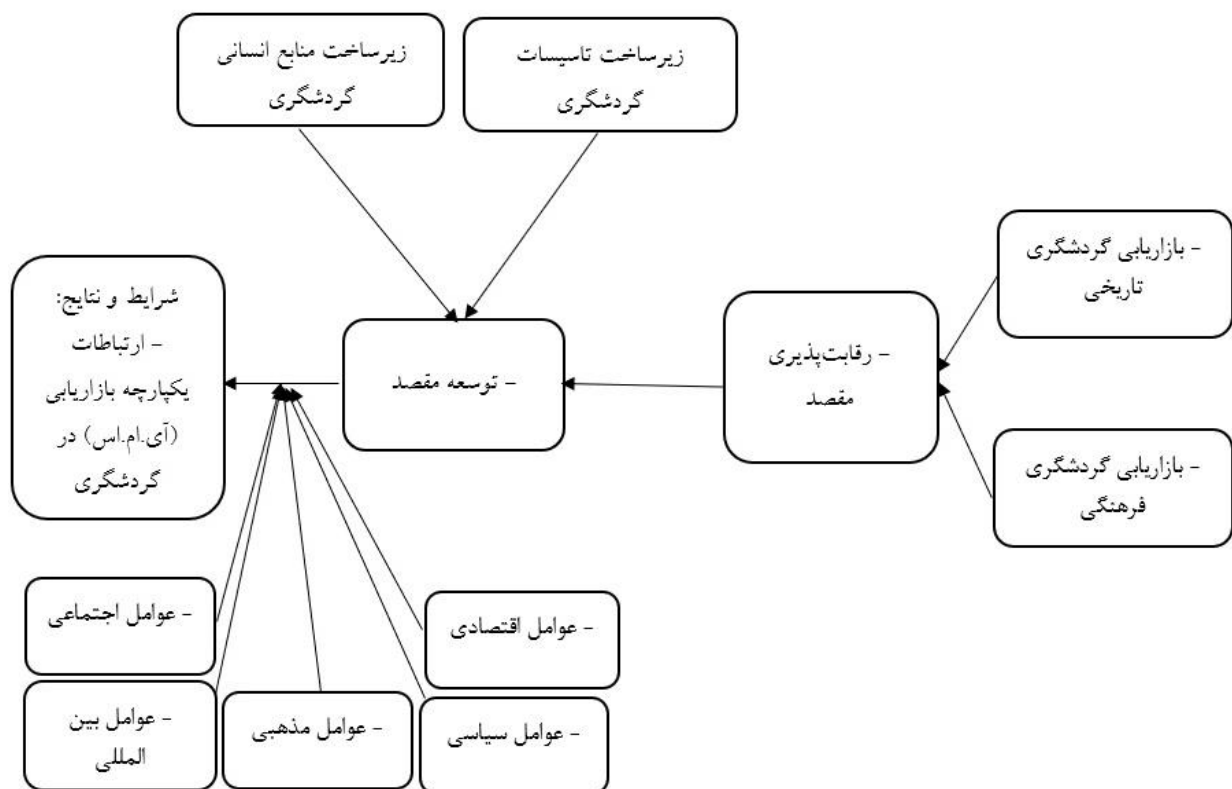 زیرساخت تاسیسات
گردشگری
زیرساخت منابع انسانی
گردشگری
- بازاریابی گردشگری
تاریخی
- بازاریابی گردشگری
فرهنگی
- رقابت‌پذیری
مقصد
- توسعه مقصد
شرایط و نتایج:
- ارتباطات
یکپارچه بازاریابی
(آی.ام.اس) در
گردشگری
- عوامل اقتصادی
- عوامل اجتماعی
- عوامل سیاسی
- عوامل مذهبی
- عوامل بین
المللی